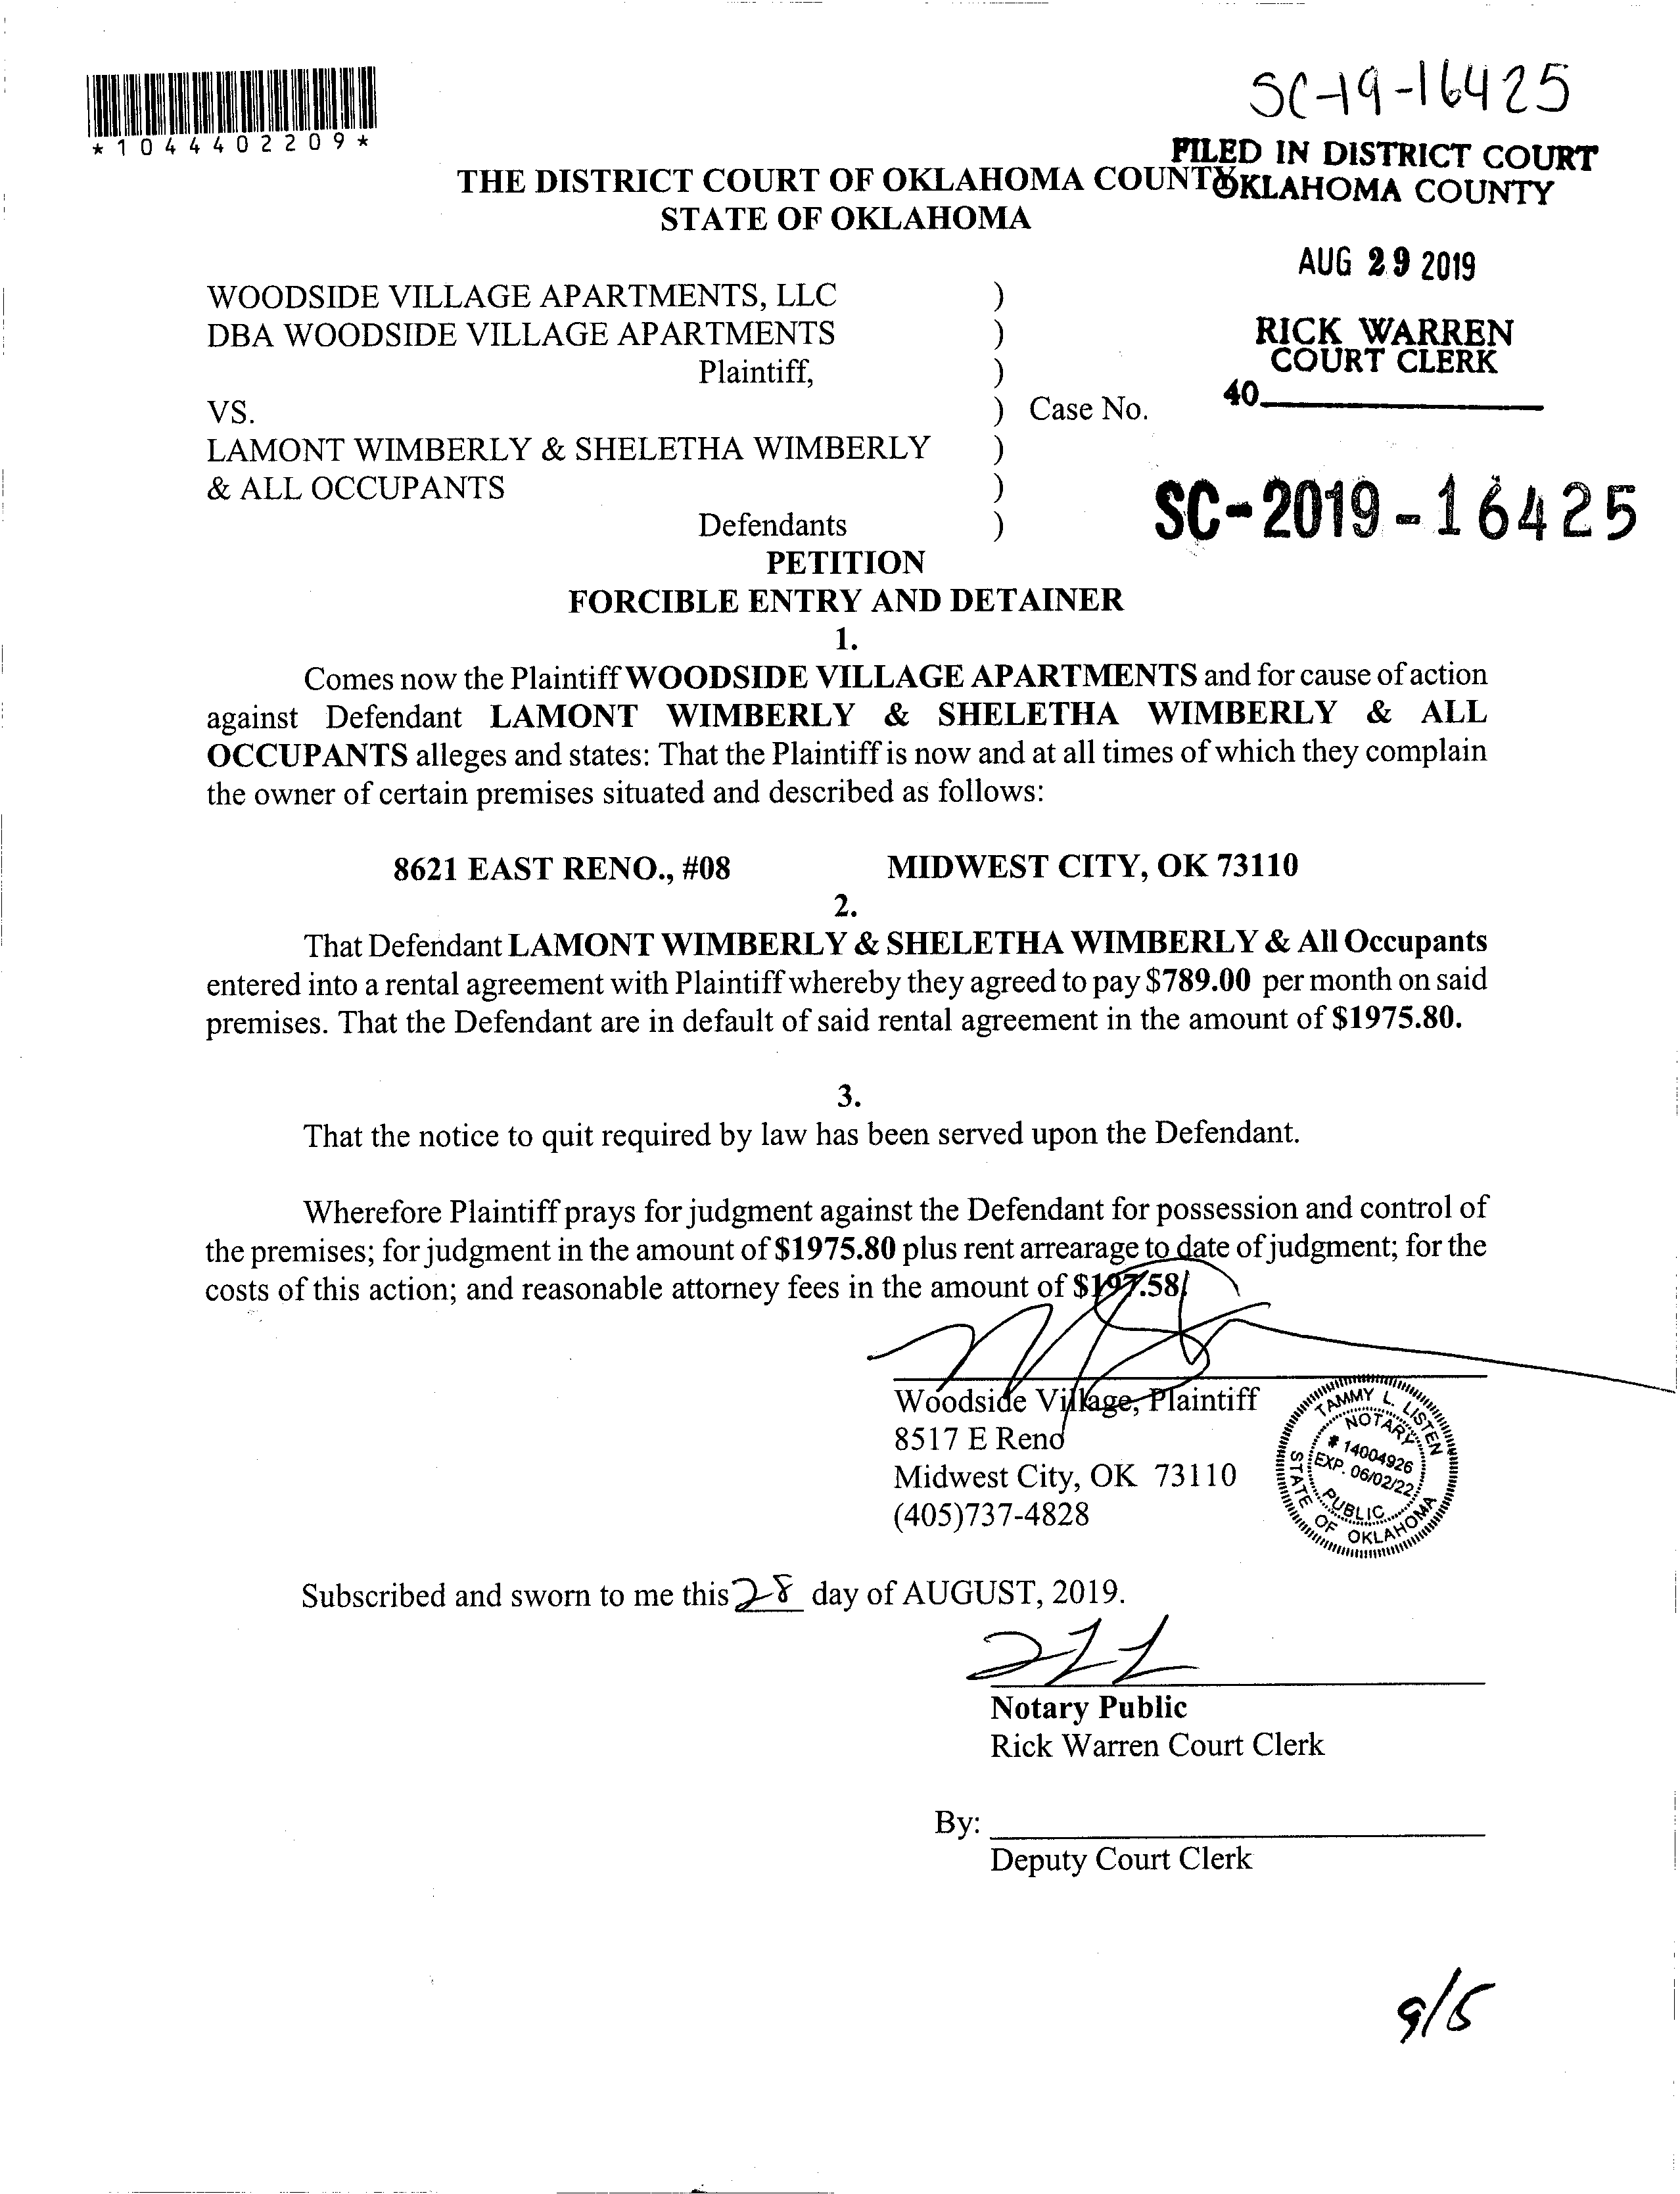 SC-19-16425
*1044402209*
FILED IN DISTRICT COURT
OKLAHOMA COUNTY
THE DISTRICT COURT OF OKLAHOMA COUNTY
STATE OF OKLAHOMA
AUG 29 2019
WOODSIDE VILLAGE APARTMENTS, LLC )
DBA WOODSIDE VILLAGE APARTMENTS )
RICK WARREN
COURT CLERK
Plaintiff, )
40
VS. ) Case No.
LAMONT WIMBERLY & SHELETHA WIMBERLY )
& ALL OCCUPANTS )
SC-2019-16425
Defendants )
PETITION
FORCIBLE ENTRY AND DETAINER
1.
Comes now the Plaintiff WOODSIDE VILLAGE APARTMENTS and for cause of action
against Defendant LAMONT WIMBERLY & SHELETHA WIMBERLY & ALL
OCCUPANTS alleges and states: That the Plaintiff is now and at all times of which they complain
the owner of certain premises situated and described as follows:
8621 EAST RENO., #08 MIDWEST CITY, OK 73110
2.
That Defendant LAMONT WIMBERLY & SHELETHA WIMBERLY & All Occupants
entered into a rental agreement with Plaintiff whereby they agreed to pay $789.00 per month on said
premises. That the Defendant are in default of said rental agreement in the amount of $1975.80.
3.
That the notice to quit required by law has been served upon the Defendant.
Wherefore Plaintiff prays for judgment against the Defendant for possession and control of
the premises; for judgment in the amount of $1975.80 plus rent arrearage to date of judgment; for the
costs of this action; and reasonable attorney fees in the amount of $197.58.
Woodside Village, Plaintiff
8517 E Reno
Midwest City, OK 73110
(405)737-4828
TAMMY L. LISTEN
NOTARY
# 14004926
EXP. 06/02/22
PUBLIC
STATE OF OKLAHOMA
Subscribed and sworn to me this 28 day of AUGUST, 2019.
Notary Public
Rick Warren Court Clerk
By:
Deputy Court Clerk
9/5